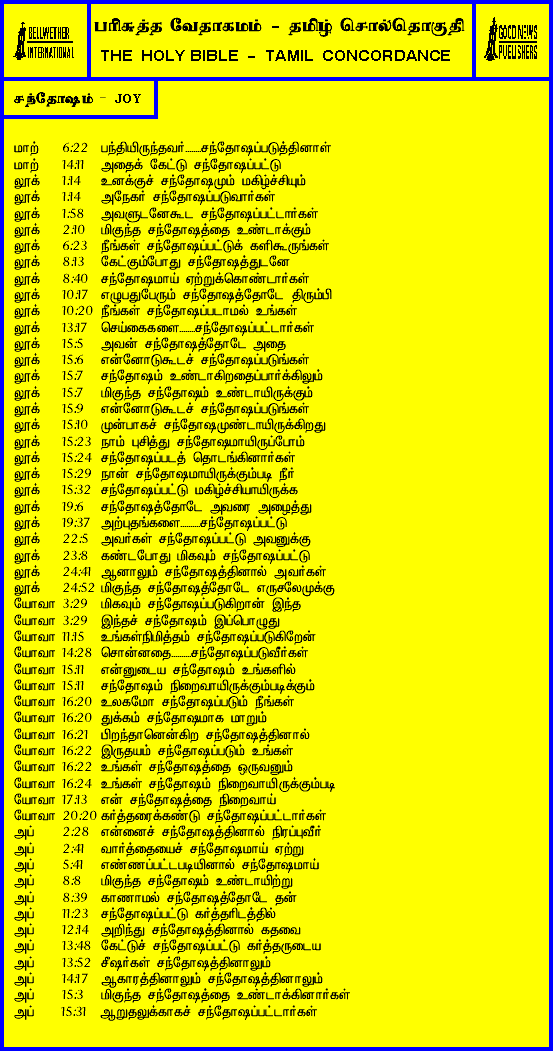 BELLWETHER
INTERNATIONAL
பரிசுத்த வேதாகமம் - தமிழ் சொல்தொகுதி
THE HOLY BIBLE - TAMIL CONCORDANCE
GOOD NEWS
PUBLISHERS
சந்தோஷம் - JOY
மாற் 6:22 பந்தியிருந்தவர்........சந்தோஷப்படுத்தினாள்
மாற் 14:11 அதைக் கேட்டு சந்தோஷப்பட்டு
லூக் 1:14 உனக்குச் சந்தோஷமும் மகிழ்ச்சியும்
லூக் 1:14 அநேகர் சந்தோஷப்படுவார்கள்
லூக் 1:58 அவளுடனேகூட சந்தோஷப்பட்டார்கள்
லூக் 2:10 மிகுந்த சந்தோஷத்தை உண்டாக்கும்
லூக் 6:23 நீங்கள் சந்தோஷப்பட்டுக் களிகூருங்கள்
லூக் 8:13 கேட்கும்போது சந்தோஷத்துடனே
லூக் 8:40 சந்தோஷமாய் ஏற்றுக்கொண்டார்கள்
லூக் 10:17 எழுபதுபேரும் சந்தோஷத்தோடே திரும்பி
லூக் 10:20 நீங்கள் சந்தோஷப்படாமல் உங்கள்
லூக் 13:17 செய்கைகளை........சந்தோஷப்பட்டார்கள்
லூக் 15:5 அவன் சந்தோஷத்தோடே அதை
லூக் 15:6 என்னோடுகூடச் சந்தோஷப்படுங்கள்
லூக் 15:7 சந்தோஷம் உண்டாகிறதைப்பார்க்கிலும்
லூக் 15:7 மிகுந்த சந்தோஷம் உண்டாயிருக்கும்
லூக் 15:9 என்னோடுகூடச் சந்தோஷப்படுங்கள்
லூக் 15:10 முன்பாகச் சந்தோஷமுண்டாயிருக்கிறது
லூக் 15:23 நாம் புசித்து சந்தோஷமாயிருப்போம்
லூக் 15:24 சந்தோஷப்படத் தொடங்கினார்கள்
லூக் 15:29 நான் சந்தோஷமாயிருக்கும்படி நீர்
லூக் 15:32 சந்தோஷப்பட்டு மகிழ்ச்சியாயிருக்க
லூக் 19:6 சந்தோஷத்தோடே அவரை அழைத்து
லூக் 19:37 அற்புதங்களை.........சந்தோஷப்பட்டு
லூக் 22:5 அவர்கள் சந்தோஷப்பட்டு அவனுக்கு
லூக் 23:8 கண்டபோது மிகவும் சந்தோஷப்பட்டு
லூக் 24:41 ஆனாலும் சந்தோஷத்தினால் அவர்கள்
லூக் 24:52 மிகுந்த சந்தோஷத்தோடே எருசலேமுக்கு
யோவா 3:29 மிகவும் சந்தோஷப்படுகிறான் இந்த
யோவா 3:29 இந்தச் சந்தோஷம் இப்பொழுது
யோவா 11:15 உங்கள்நிமித்தம் சந்தோஷப்படுகிறேன்
யோவா 14:28 சொன்னதை.........சந்தோஷப்படுவீர்கள்
யோவா 15:11 என்னுடைய சந்தோஷம் உங்களில்
யோவா 15:11 சந்தோஷம் நிறைவாயிருக்கும்படிக்கும்
யோவா 16:20 உலகமோ சந்தோஷப்படும் நீங்கள்
யோவா 16:20 துக்கம் சந்தோஷமாக மாறும்
யோவா 16:21 பிறந்தானென்கிற சந்தோஷத்தினால்
யோவா 16:22 இருதயம் சந்தோஷப்படும் உங்கள்
யோவா 16:22 உங்கள் சந்தோஷத்தை ஒருவனும்
யோவா 16:24 உங்கள் சந்தோஷம் நிறைவாயிருக்கும்படி
யோவா 17:13 என் சந்தோஷத்தை நிறைவாய்
யோவா 20:20 கர்த்தரைக்கண்டு சந்தோஷப்பட்டார்கள்
அப் 2:28 என்னைச் சந்தோஷத்தினால் நிரப்புவீர்
அப் 2:41 வார்த்தையைச் சந்தோஷமாய் ஏற்று
அப் 5:41 எண்ணப்பட்டபடியினால் சந்தோஷமாய்
அப் 8:8 மிகுந்த சந்தோஷம் உண்டாயிற்று
அப் 8:39 காணாமல் சந்தோஷத்தோடே தன்
அப் 11:23 சந்தோஷப்பட்டு கர்த்தரிடத்தில்
அப் 12:14 அறிந்து சந்தோஷத்தினால் கதவை
அப் 13:48 கேட்டுச் சந்தோஷப்பட்டு கர்த்தருடைய
அப் 13:52 சீஷர்கள் சந்தோஷத்தினாலும்
அப் 14:17 ஆகாரத்தினாலும் சந்தோஷத்தினாலும்
அப் 15:3 மிகுந்த சந்தோஷத்தை உண்டாக்கினார்கள்
அப் 15:31 ஆறுதலுக்காகச் சந்தோஷப்பட்டார்கள்